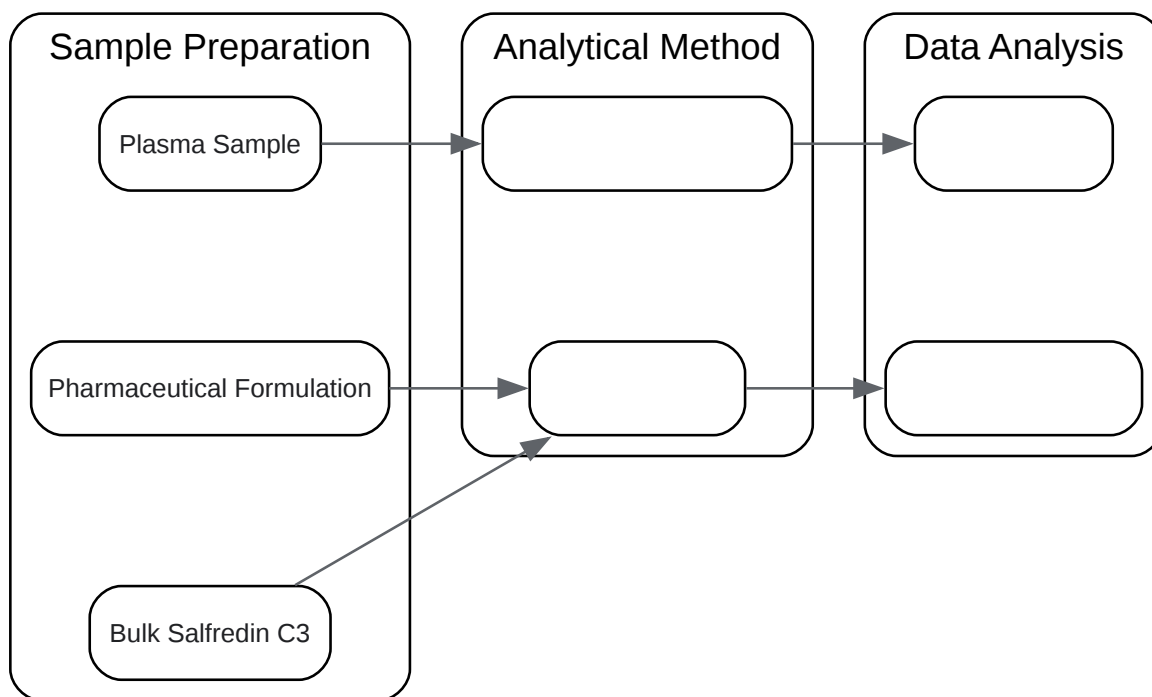 Sample Preparation
Analytical Method
Data Analysis
Plasma Sample
Pharmaceutical Formulation
Bulk Salfredin C3